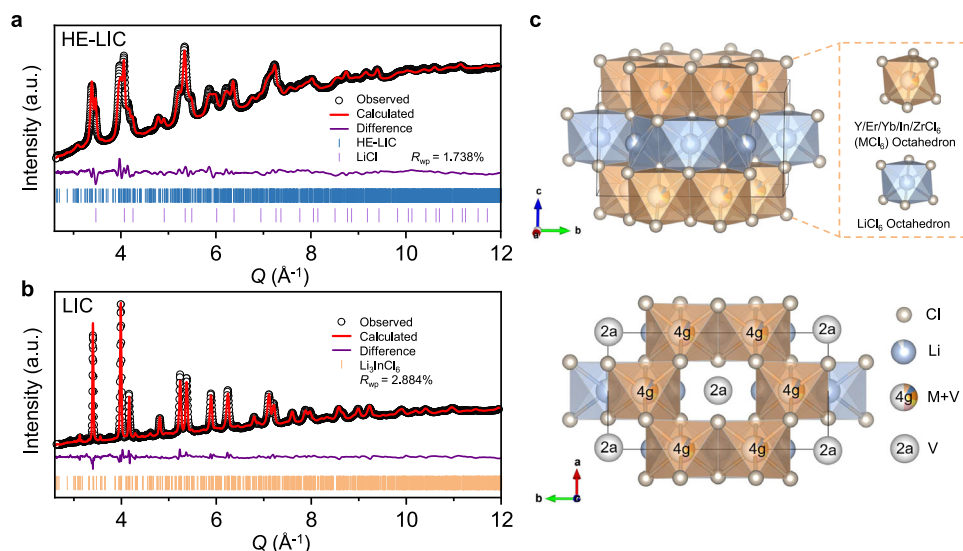 a
HE-LIC
Intensity (a.u.)
Observed
Calculated
Difference
HE-LIC
LiCl
Rwp = 1.738%
4 6 8 10 12
Q (Å-1)
b
LIC
Intensity (a.u.)
Observed
Calculated
Difference
Li3InCl6
Rwp = 2.884%
4 6 8 10 12
Q (Å-1)
c
c
a
b
Y/Er/Yb/In/ZrCl6
(MCl6) Octahedron
LiCl6 Octahedron
2a 4g 4g 2a
4g 2a 4g
2a 4g 4g 2a
a
b
c
Cl
Li
4g M+V
2a V